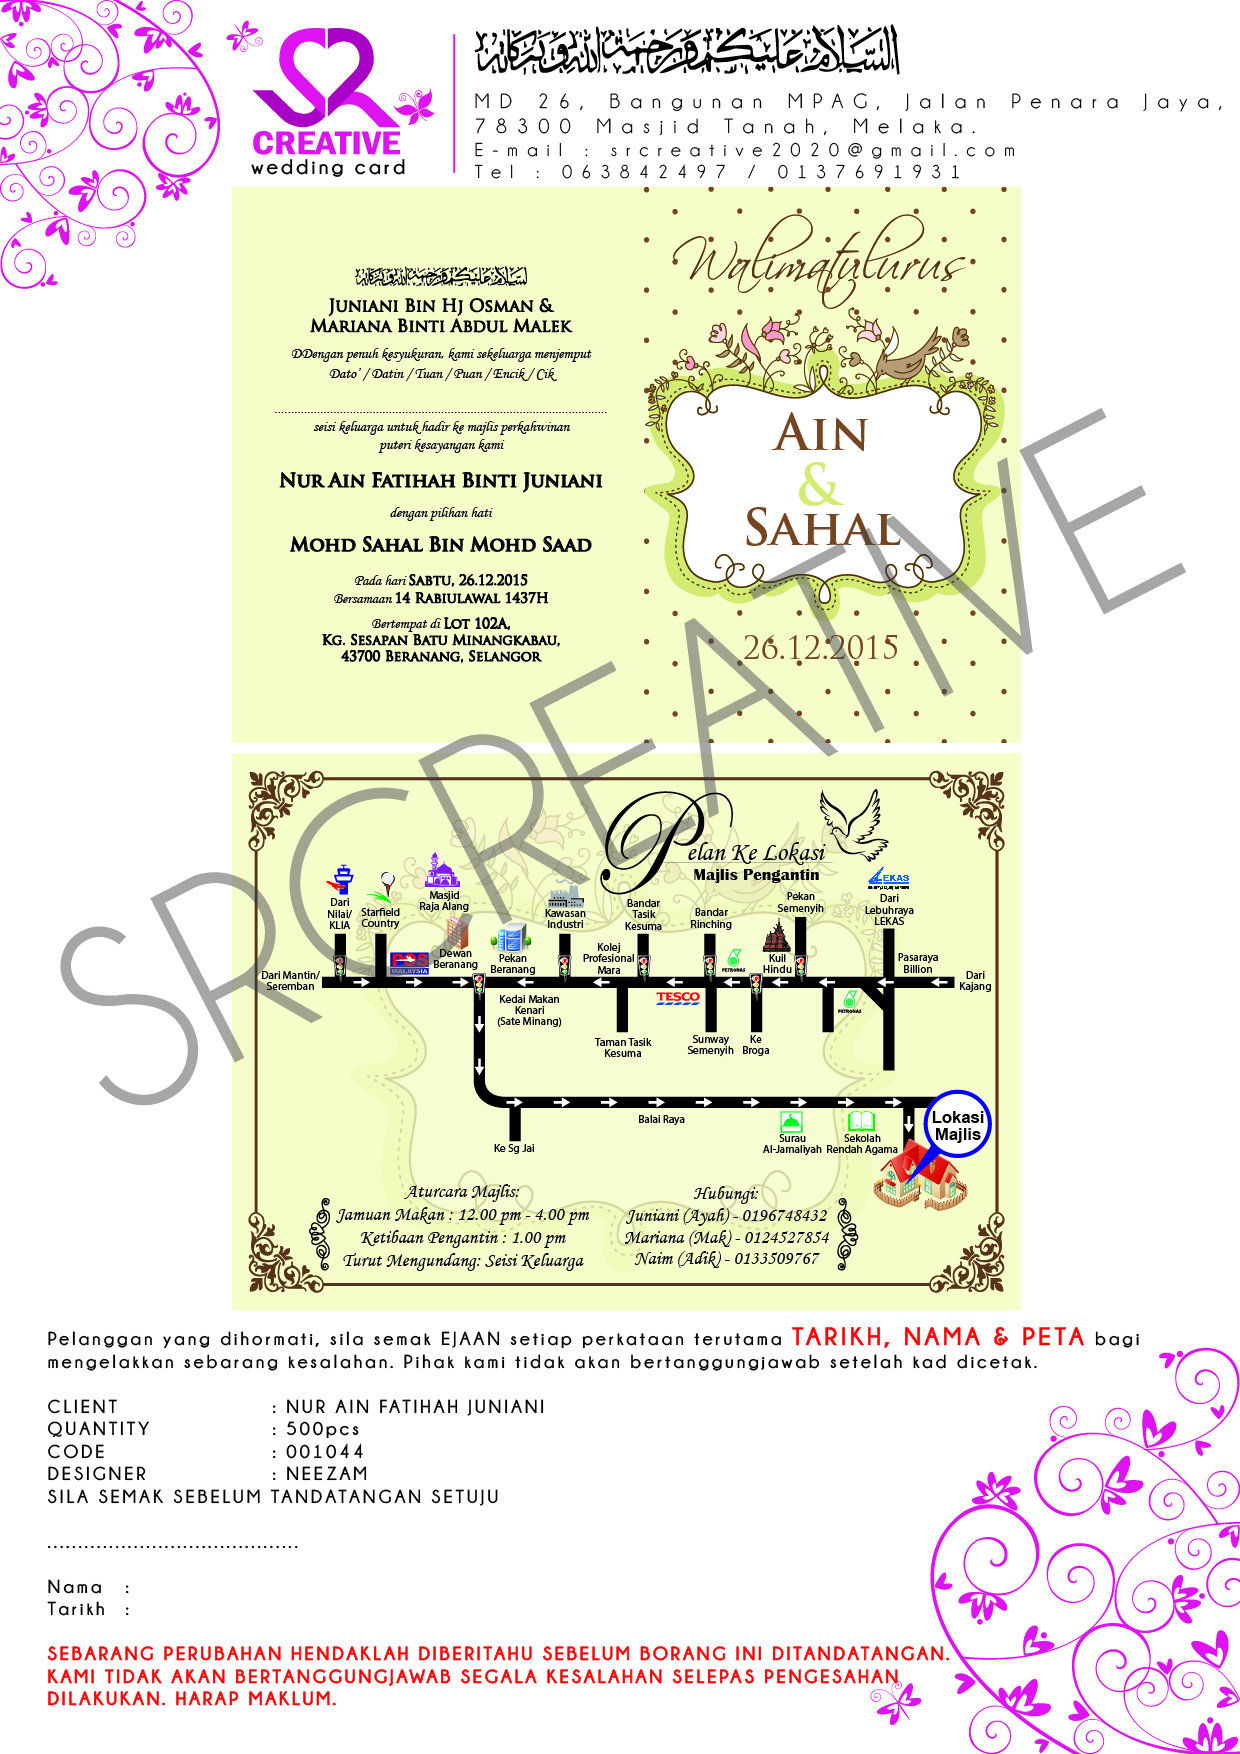 السلام عليكم ورحمة الله وبركاته
SR
CREATIVE
wedding card
MD 26, Bangunan MPAG, Jalan Penara Jaya,
78300 Masjid Tanah, Melaka.
E-mail : srcreative2020@gmail.com
Tel : 063842497 / 0137691931
السلام عليكم ورحمة الله وبركاته
Juniani Bin Hj Osman &
Mariana Binti Abdul Malek
DDengan penuh kesyukuran, kami sekeluarga menjemput
Dato' / Datin / Tuan / Puan / Encik / Cik
seisi keluarga untuk hadir ke majlis perkahwinan
puteri kesayangan kami
Nur Ain Fatihah Binti Juniani
dengan pilihan hati
Mohd Sahal Bin Mohd Saad
Pada hari Sabtu, 26.12.2015
Bersamaan 14 Rabiulawal 1437H
Bertempat di Lot 102A,
Kg. Sesapan Batu Minangkabau,
43700 Beranang, Selangor
Walimatulurus
Ain
&
Sahal
26.12.2015
SRCREATIVE
Pelan Ke Lokasi
Majlis Pengantin
Dari
Nilai/
KLIA
Starfield
Country
Masjid
Raja Alang
POS
MALAYSIA
Dewan
Beranang
Pekan
Beranang
Kawasan
Industri
Kolej
Profesional
Mara
Bandar
Tasik
Kesuma
Bandar
Rinching
PETRONAS
Kuil
Hindu
Pekan
Semenyih
LEKAS
Dari
Lebuhraya
LEKAS
Pasaraya
Billion
Dari
Kajang
Dari Mantin/
Seremban
Kedai Makan
Kenari
(Sate Minang)
Taman Tasik
Kesuma
TESCO
Sunway
Semenyih
Ke
Broga
PETRONAS
Ke Sg Jai
Balai Raya
Surau
Al-Jamaliyah
Sekolah
Rendah Agama
Lokasi
Majlis
Aturcara Majlis:
Jamuan Makan : 12.00 pm - 4.00 pm
Ketibaan Pengantin : 1.00 pm
Turut Mengundang: Seisi Keluarga
Hubungi:
Juniani (Ayah) - 0196748432
Mariana (Mak) - 0124527854
Naim (Adik) - 0133509767
Pelanggan yang dihormati, sila semak EJAAN setiap perkataan terutama TARIKH, NAMA & PETA bagi
mengelakkan sebarang kesalahan. Pihak kami tidak akan bertanggungjawab setelah kad dicetak.
CLIENT : NUR AIN FATIHAH JUNIANI
QUANTITY : 500pcs
CODE : 001044
DESIGNER : NEEZAM
SILA SEMAK SEBELUM TANDATANGAN SETUJU
Nama :
Tarikh :
SEBARANG PERUBAHAN HENDAKLAH DIBERITAHU SEBELUM BORANG INI DITANDATANGAN.
KAMI TIDAK AKAN BERTANGGUNGJAWAB SEGALA KESALAHAN SELEPAS PENGESAHAN
DILAKUKAN. HARAP MAKLUM.